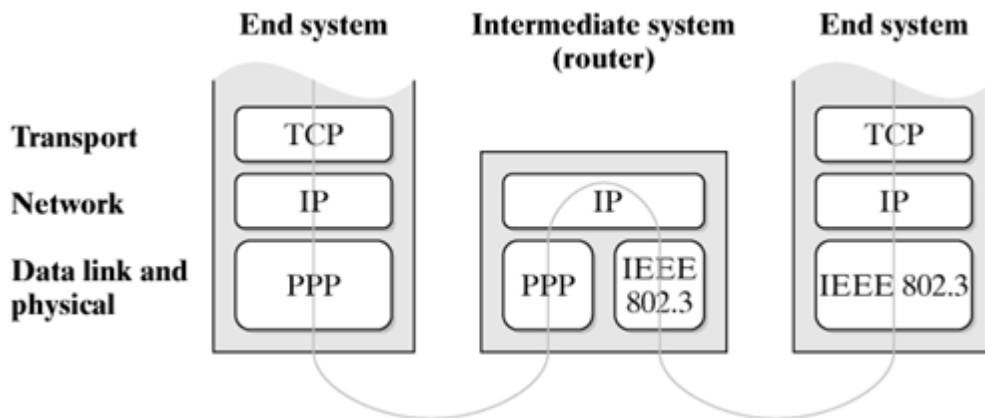 End system
Intermediate system
(router)
End system
Transport
TCP
TCP
Network
IP
IP
IP
Data link and
physical
PPP
PPP
IEEE
802.3
IEEE 802.3